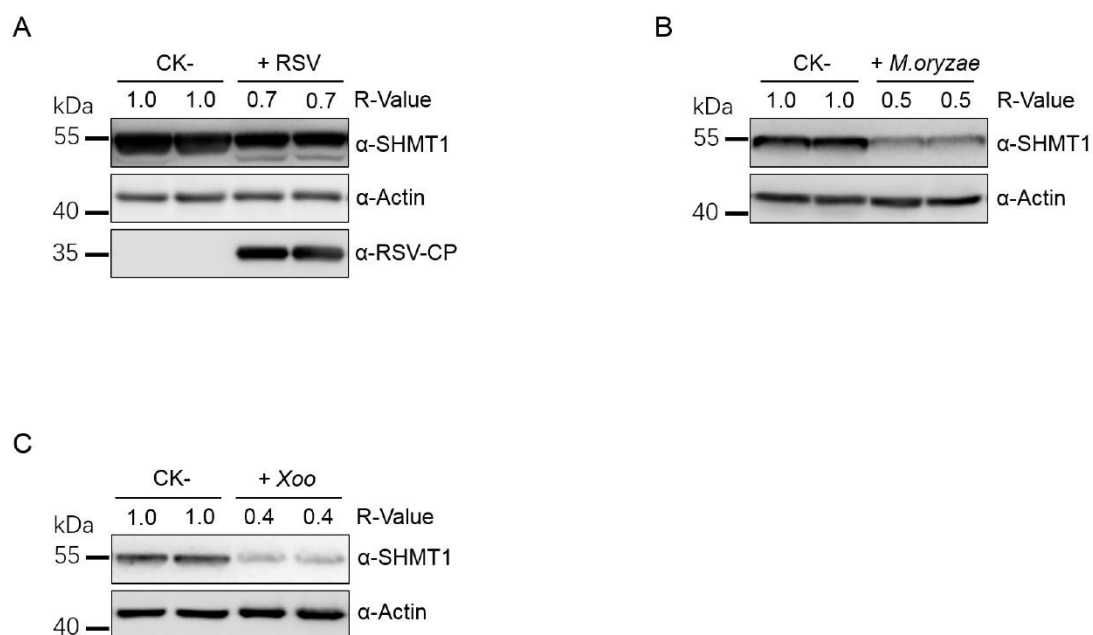 A
CK- + RSV
kDa 1.0 1.0 0.7 0.7 R-Value
55 α-SHMT1
α-Actin
40
35 α-RSV-CP
B
CK- + M.oryzae
kDa 1.0 1.0 0.5 0.5 R-Value
55 α-SHMT1
α-Actin
40
C
CK- + Xoo
kDa 1.0 1.0 0.4 0.4 R-Value
55 α-SHMT1
α-Actin
40